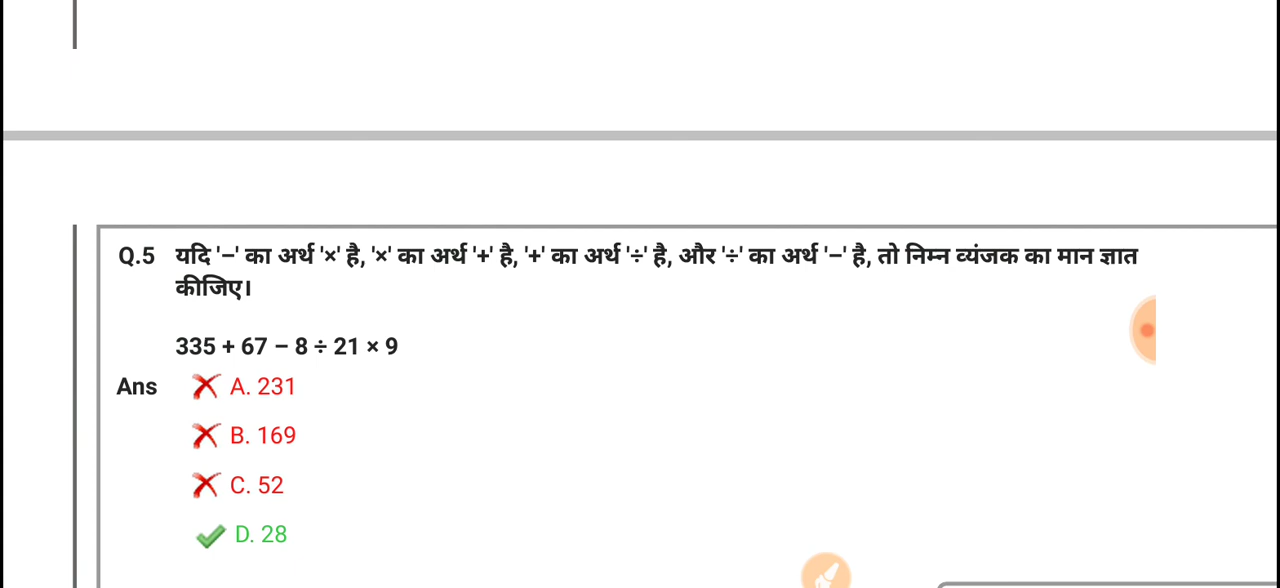 Q.5 यदि '–' का अर्थ '×' है, '×' का अर्थ '+' है, '+' का अर्थ '÷' है, और '÷' का अर्थ '–' है, तो निम्न व्यंजक का मान ज्ञात
कीजिए।
335 + 67 – 8 ÷ 21 × 9
Ans A. 231
B. 169
C. 52
D. 28